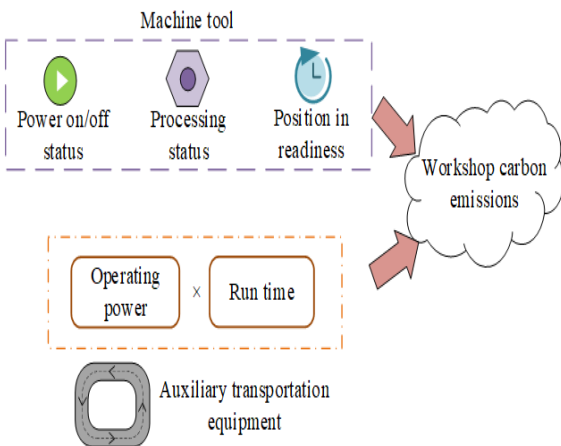 Machine tool
Power on/off
status
Processing
status
Position in
readiness
Workshop carbon
emissions
Operating
power
×
Run time
Auxiliary transportation
equipment